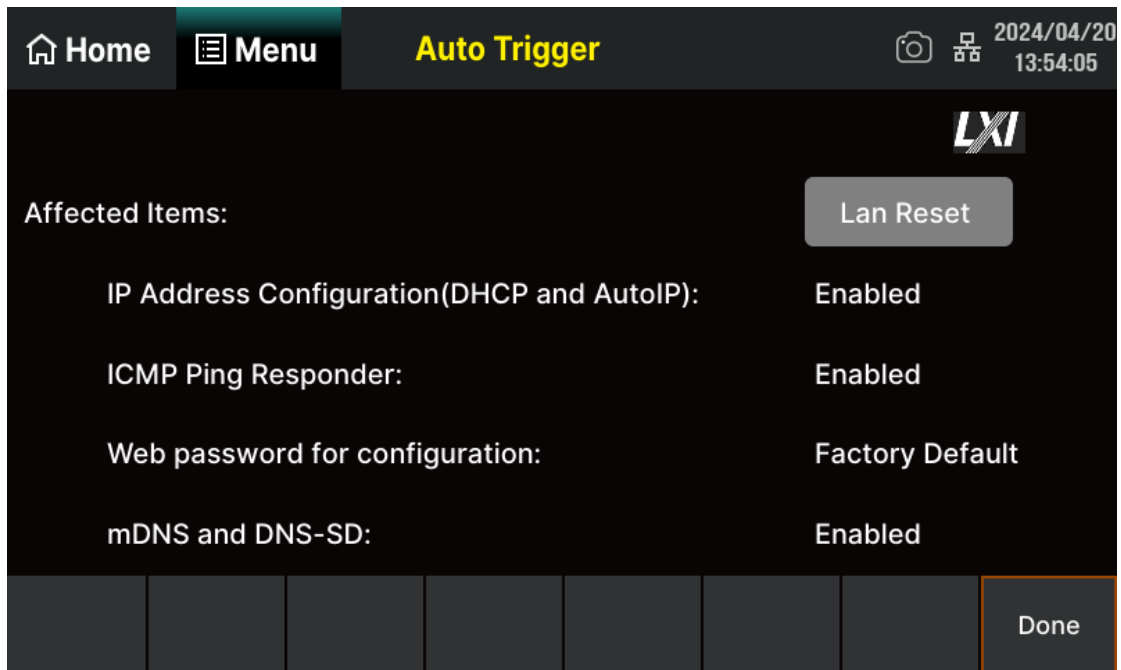 Home Menu Auto Trigger 2024/04/20
13:54:05
LXI
Affected Items: Lan Reset
IP Address Configuration(DHCP and AutoIP): Enabled
ICMP Ping Responder: Enabled
Web password for configuration: Factory Default
mDNS and DNS-SD: Enabled
Done